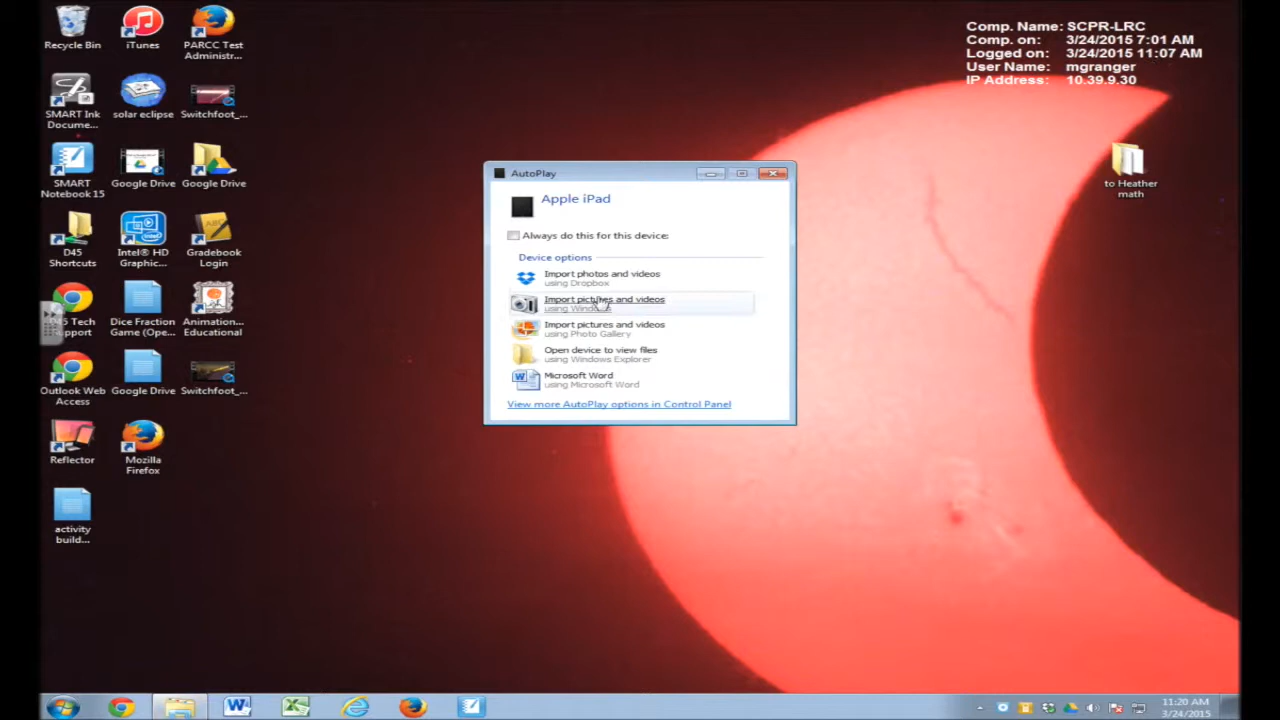 Comp. Name: SCPR-LRC
Comp. on: 3/24/2015 7:01 AM
Logged on: 3/24/2015 11:07 AM
User Name: mgranger
IP Address: 10.39.9.30
Recycle Bin
iTunes
PARCC Test
Administr...
SMART Ink
Docume...
solar eclipse
Switchfoot_...
SMART
Notebook 15
Google Drive
Google Drive
D45
Shortcuts
Intel® HD
Graphic...
Gradebook
Login
Tech
Dice Fraction
Game (Ope...
Animation...
Educational
Outlook Web
Access
Google Drive
Switchfoot_...
Reflector
Mozilla
Firefox
activity
build...
to Heather
math
AutoPlay
Apple iPad
Always do this for this device:
Device options
Import photos and videos
using Dropbox
Import pictures and videos
using Windows
Import pictures and videos
using Photo Gallery
Open device to view files
using Windows Explorer
Microsoft Word
using Microsoft Word
View more AutoPlay options in Control Panel
11:20 AM
3/24/2015